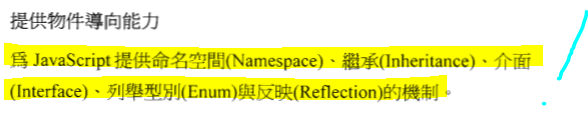 提供物件導向能力
為 JavaScript 提供命名空間(Namespace)、繼承(Inheritance)、介面
(Interface)、列舉型別(Enum)與反映(Reflection)的機制。